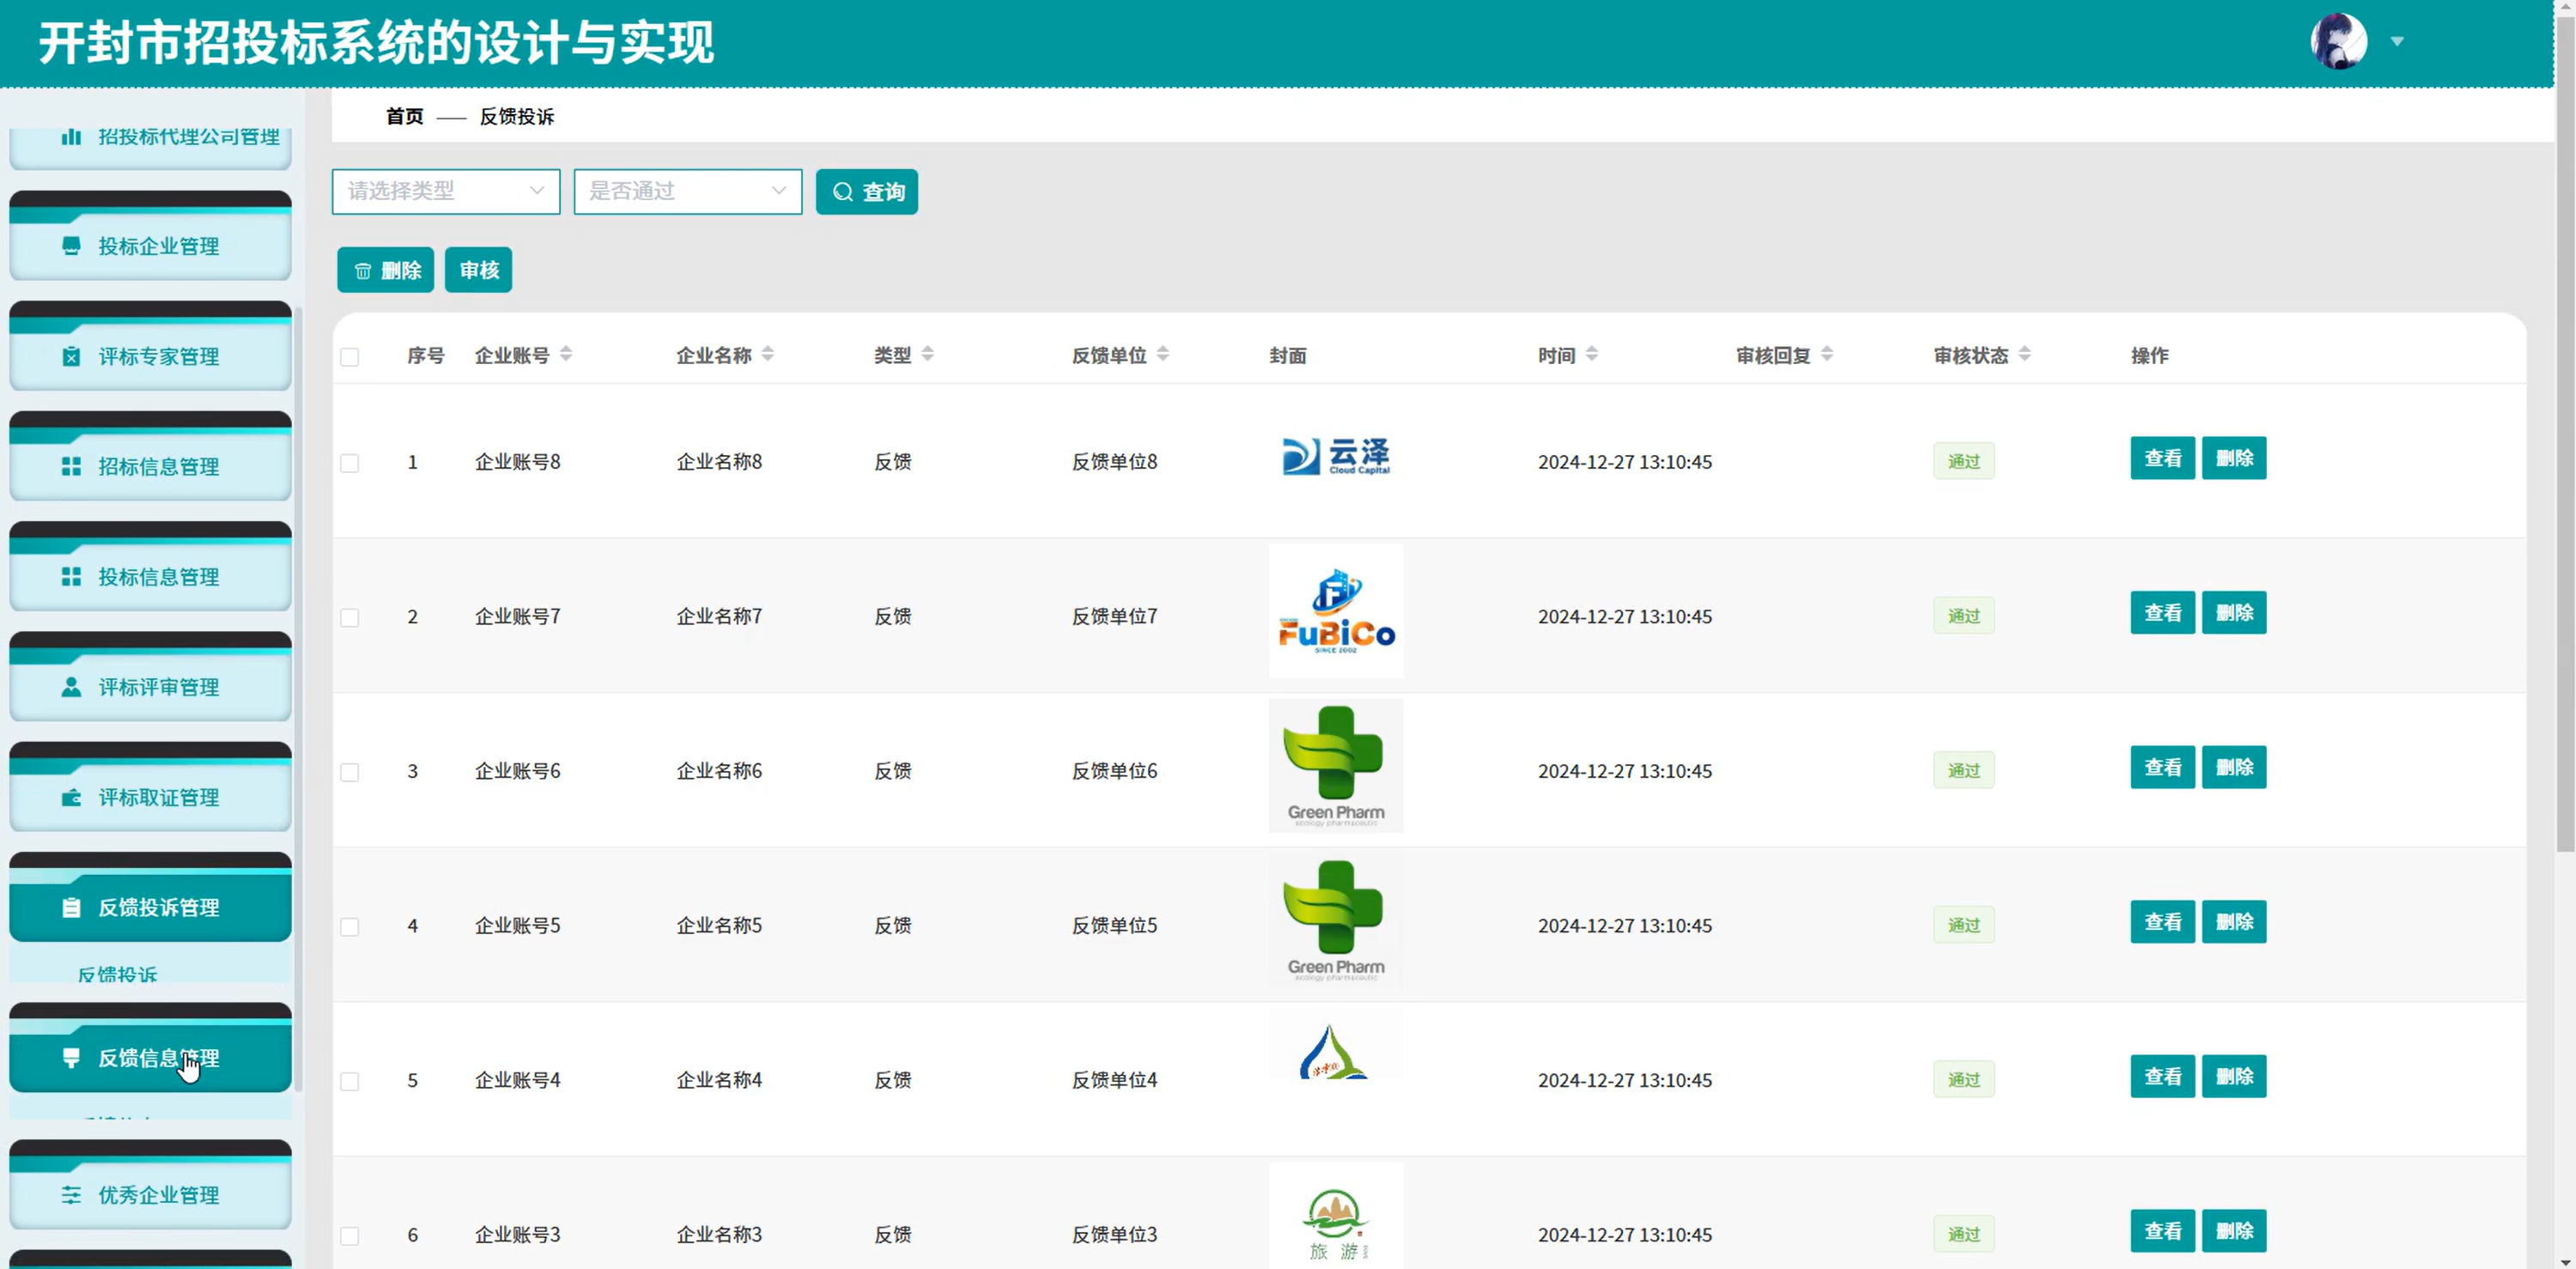 开封市招投标系统的设计与实现
首页 —— 反馈投诉
招投标代理公司管理
投标企业管理
评标专家管理
招标信息管理
投标信息管理
评标评审管理
评标取证管理
反馈投诉管理
反馈投诉
反馈信息管理
优秀企业管理
请选择类型 是否通过 查询
删除 审核
序号 企业账号 企业名称 类型 反馈单位 封面 时间 审核回复 审核状态 操作
1 企业账号8 企业名称8 反馈 反馈单位8 云泽 Cloud Capital 2024-12-27 13:10:45 通过 查看 删除
2 企业账号7 企业名称7 反馈 反馈单位7 FuBiCo SINCE 2002 2024-12-27 13:10:45 通过 查看 删除
3 企业账号6 企业名称6 反馈 反馈单位6 Green Pharm ecology pharmaceutic 2024-12-27 13:10:45 通过 查看 删除
4 企业账号5 企业名称5 反馈 反馈单位5 Green Pharm ecology pharmaceutic 2024-12-27 13:10:45 通过 查看 删除
5 企业账号4 企业名称4 反馈 反馈单位4 2024-12-27 13:10:45 通过 查看 删除
6 企业账号3 企业名称3 反馈 反馈单位3 旅 游 2024-12-27 13:10:45 通过 查看 删除